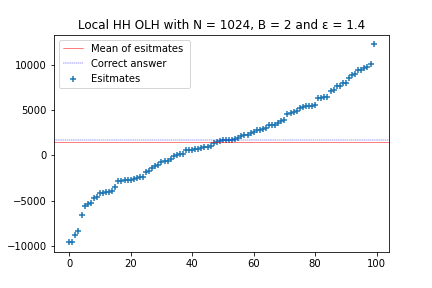 Local HH OLH with N = 1024, B = 2 and ε = 1.4
Mean of esitmates
Correct answer
Esitmates
10000
5000
0
−5000
−10000
0 20 40 60 80 100